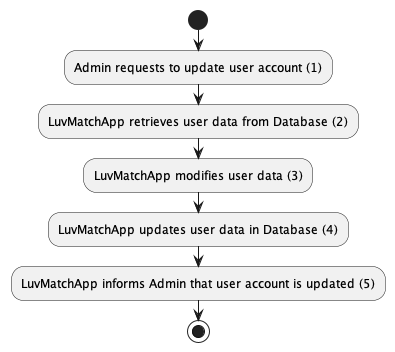 Admin requests to update user account (1)
LuvMatchApp retrieves user data from Database (2)
LuvMatchApp modifies user data (3)
LuvMatchApp updates user data in Database (4)
LuvMatchApp informs Admin that user account is updated (5)